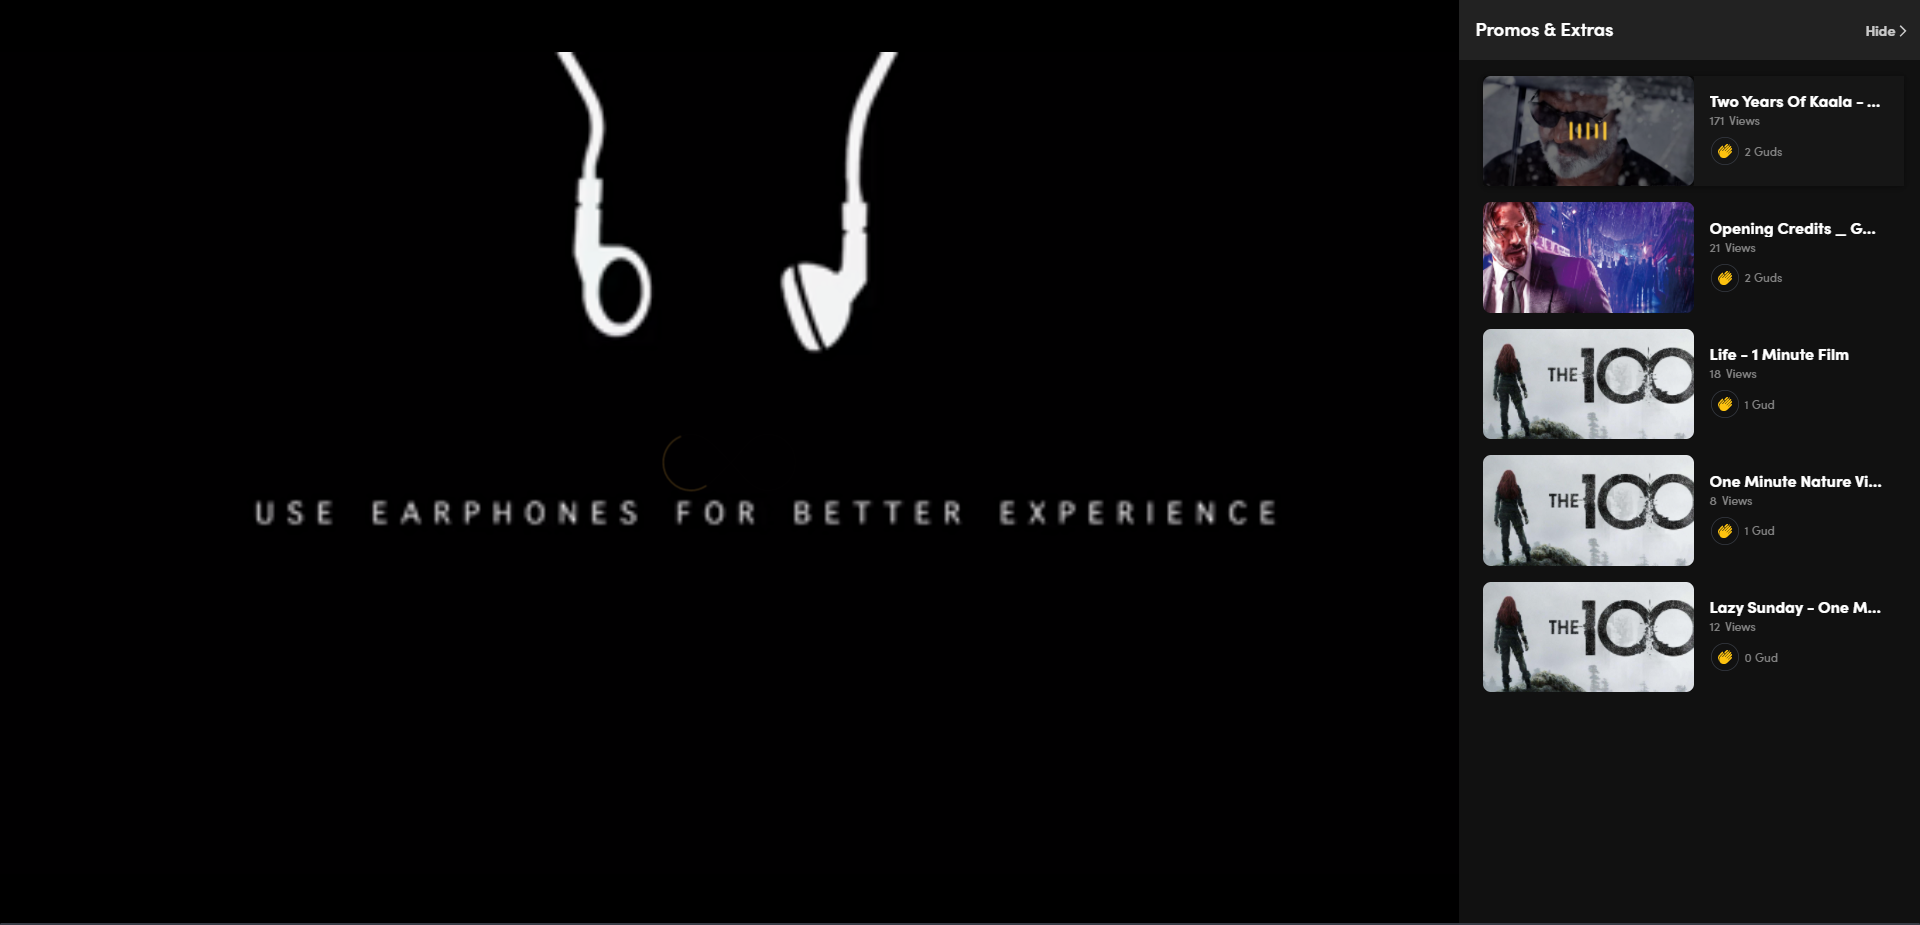 USE EARPHONES FOR BETTER EXPERIENCE
Promos & Extras
Hide
Two Years Of Kaala - ...
171 Views
2 Guds
Opening Credits _ G...
21 Views
2 Guds
THE 100
Life - 1 Minute Film
18 Views
1 Gud
THE 100
One Minute Nature Vi...
8 Views
1 Gud
THE 100
Lazy Sunday - One M...
12 Views
0 Gud